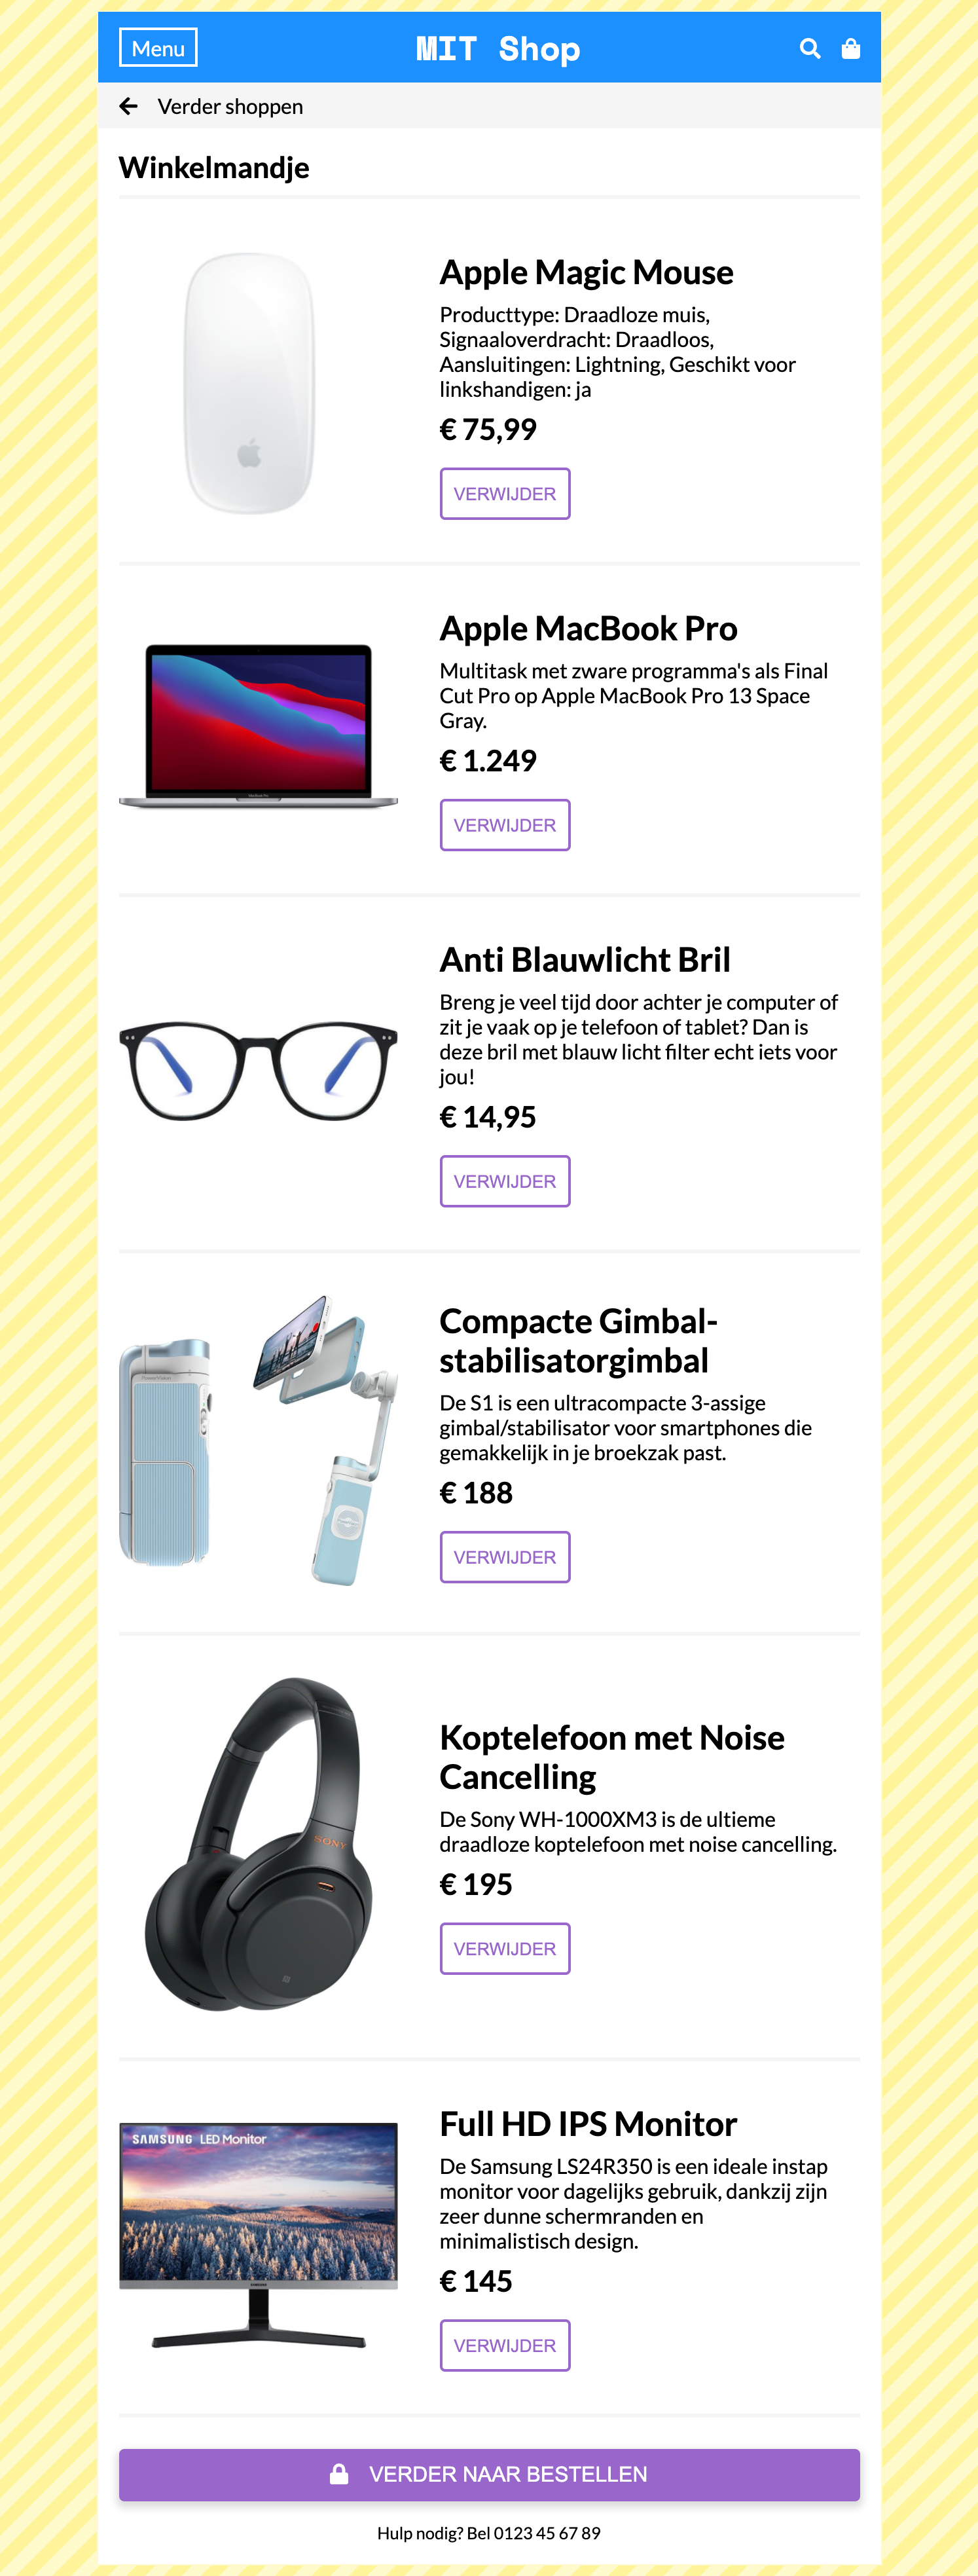 Menu
MIT Shop
Verder shoppen
Winkelmandje
Apple Magic Mouse
Producttype: Draadloze muis,
Signaaloverdracht: Draadloos,
Aansluitingen: Lightning, Geschikt voor
linkshandigen: ja
€ 75,99
VERWIJDER
Apple MacBook Pro
Multitask met zware programma's als Final
Cut Pro op Apple MacBook Pro 13 Space
Gray.
€ 1.249
VERWIJDER
Anti Blauwlicht Bril
Breng je veel tijd door achter je computer of
zit je vaak op je telefoon of tablet? Dan is
deze bril met blauw licht filter echt iets voor
jou!
€ 14,95
VERWIJDER
Compacte Gimbal-
stabilisatorgimbal
De S1 is een ultracompacte 3-assige
gimbal/stabilisator voor smartphones die
gemakkelijk in je broekzak past.
€ 188
VERWIJDER
SONY
Koptelefoon met Noise
Cancelling
De Sony WH-1000XM3 is de ultieme
draadloze koptelefoon met noise cancelling.
€ 195
VERWIJDER
SAMSUNG LED Monitor
Full HD IPS Monitor
De Samsung LS24R350 is een ideale instap
monitor voor dagelijks gebruik, dankzij zijn
zeer dunne schermranden en
minimalistisch design.
€ 145
VERWIJDER
VERDER NAAR BESTELLEN
Hulp nodig? Bel 0123 45 67 89